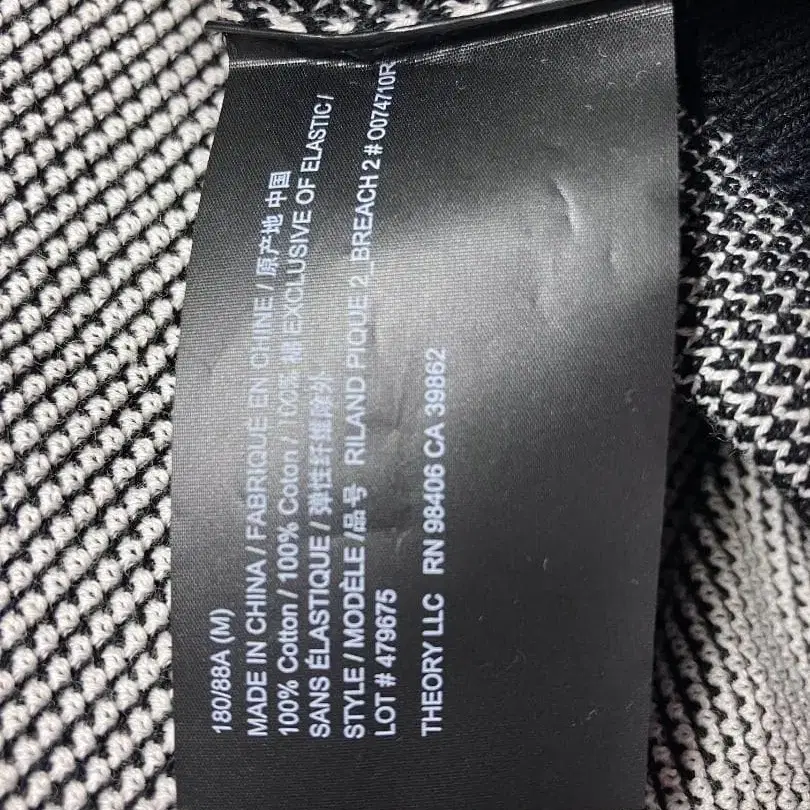 180/88A (M)
MADE IN CHINA / FABRIQUÉ EN CHINE / 原产地 中国
100% Cotton / 100% Coton / 100% 棉 EXCLUSIVE OF ELASTIC /
SANS ÉLASTIQUE / 弹性纤维除外
STYLE / MODÈLE /品号 RILAND PIQUE 2_BREACH 2 # O074710R
LOT # 479675
THEORY LLC RN 98406 CA 39862